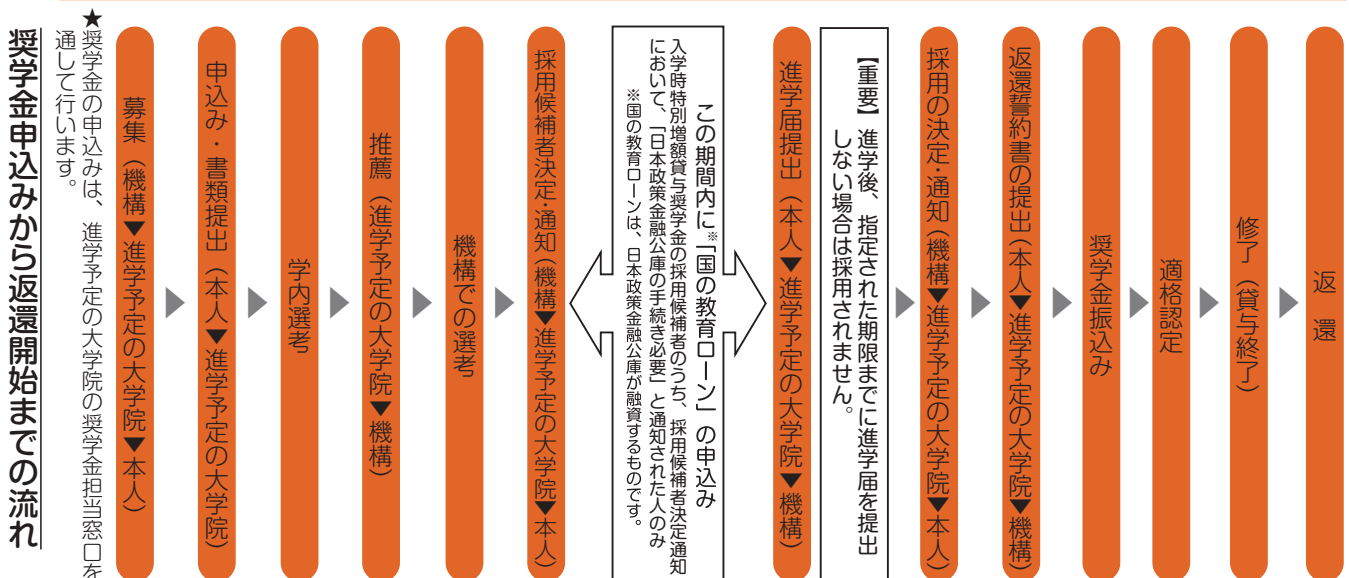 奨学金申込みから返還開始までの流れ
★奨学金の申込みは、進学予定の大学院の奨学金担当窓口を
通して行います。
募集（機構▼進学予定の大学院▼本人）
申込み・書類提出（本人▼進学予定の大学院）
学内選考
推薦（進学予定の大学院▼機構）
機構での選考
採用候補者決定・通知（機構▼進学予定の大学院▼本人）
この期間内に※「国の教育ローン」の申込み
入学時特別増額貸与奨学金の採用候補者のうち、採用候補者決定通知
において、「日本政策金融公庫の手続き必要」と通知された人のみ
※国の教育ローンは、日本政策金融公庫が融資するものです。
進学届提出（本人▼進学予定の大学院▼機構）
【重要】進学後、指定された期限までに進学届を提出
しない場合は採用されません。
採用の決定・通知（機構▼進学予定の大学院▼本人）
返還誓約書の提出（本人▼進学予定の大学院▼機構）
奨学金振込み
適格認定
修了（貸与終了）
返還